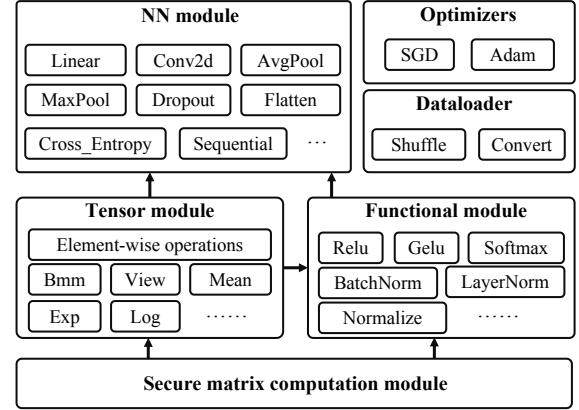 NN module
Linear Conv2d AvgPool
MaxPool Dropout Flatten
Cross_Entropy Sequential ...
Optimizers
SGD Adam
Dataloader
Shuffle Convert
Tensor module
Element-wise operations
Bmm View Mean
Exp Log ......
Functional module
Relu Gelu Softmax
BatchNorm LayerNorm
Normalize ......
Secure matrix computation module